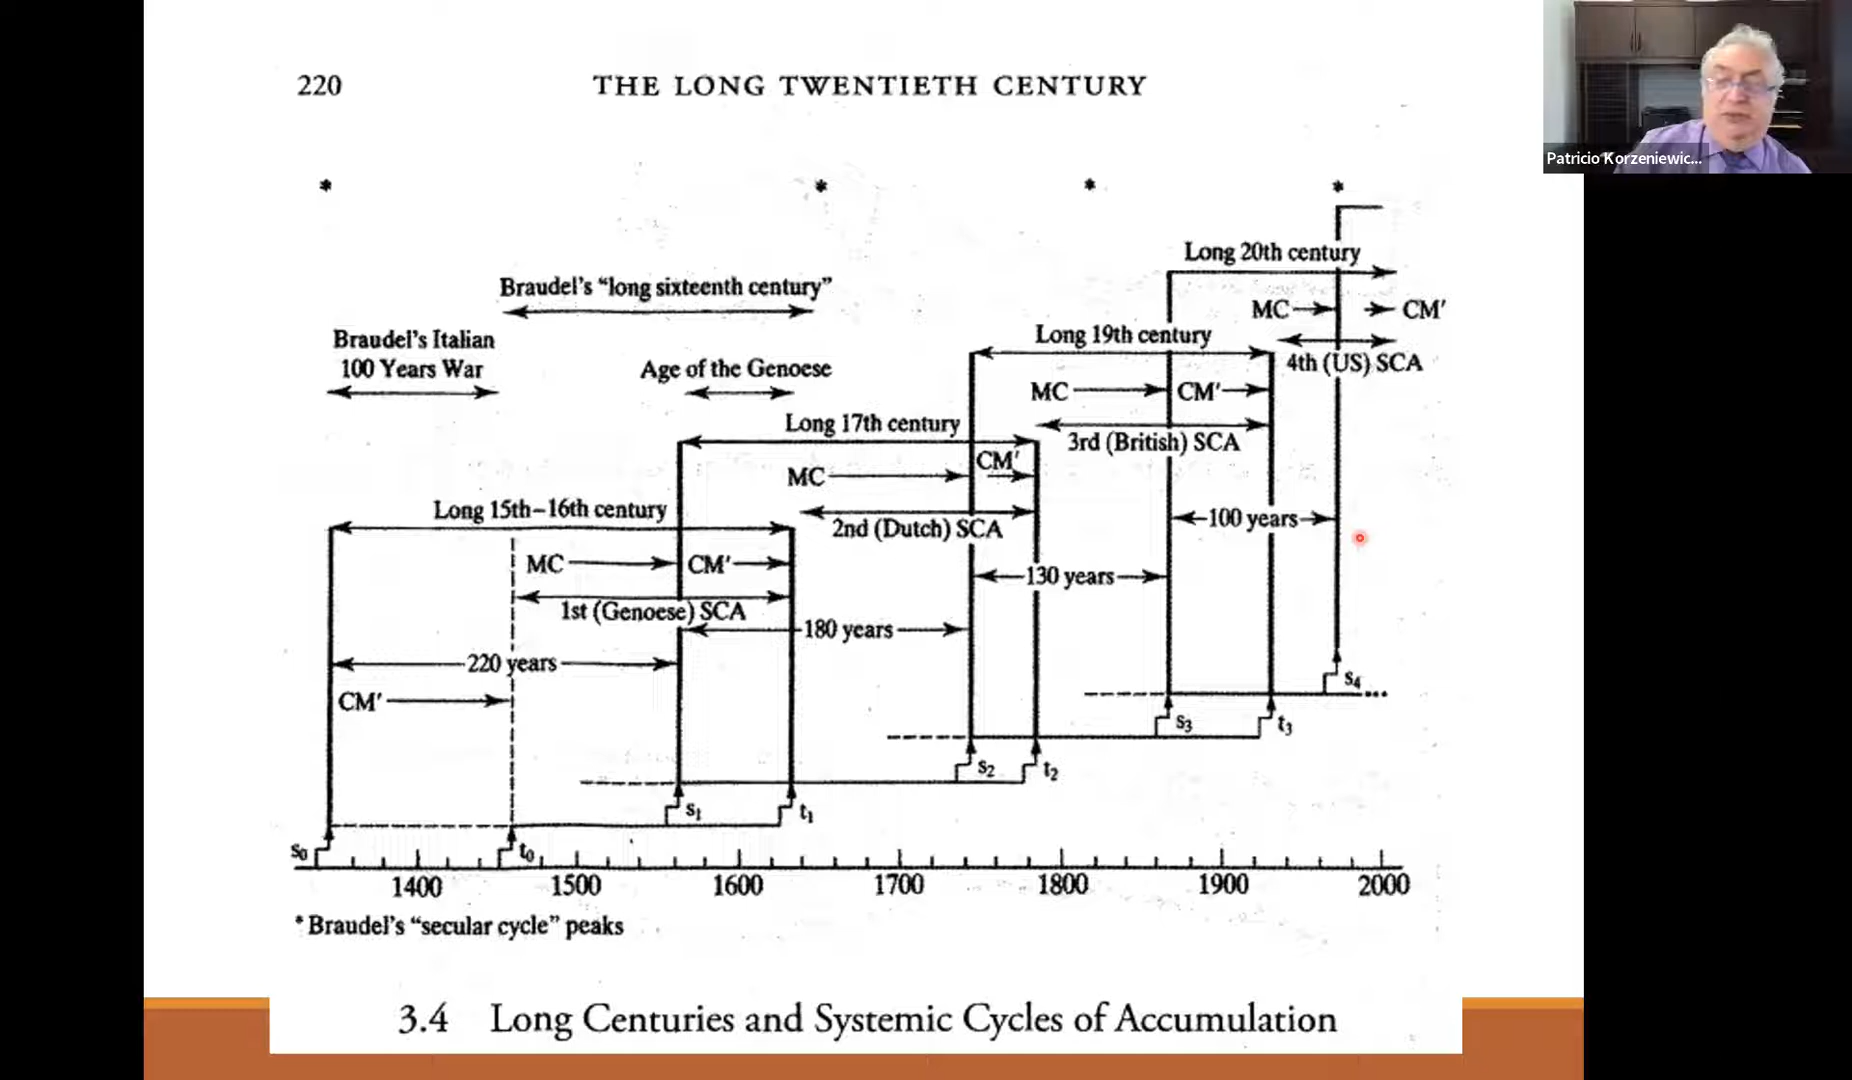 220 THE LONG TWENTIETH CENTURY
Patricio Korzeniewic...
* * * *
Long 20th century
Braudel's "long sixteenth century"
MC CM'
Long 19th century
Braudel's Italian
100 Years War
Age of the Genoese
4th (US) SCA
MC CM'
Long 17th century
3rd (British) SCA
CM'
MC
Long 15th–16th century
100 years
2nd (Dutch) SCA
MC CM'
130 years
1st (Genoese) SCA
180 years
220 years
CM'
s4
s3 t3
s2 t2
s1 t1
s0 t0
1400 1500 1600 1700 1800 1900 2000
* Braudel's "secular cycle" peaks
3.4 Long Centuries and Systemic Cycles of Accumulation